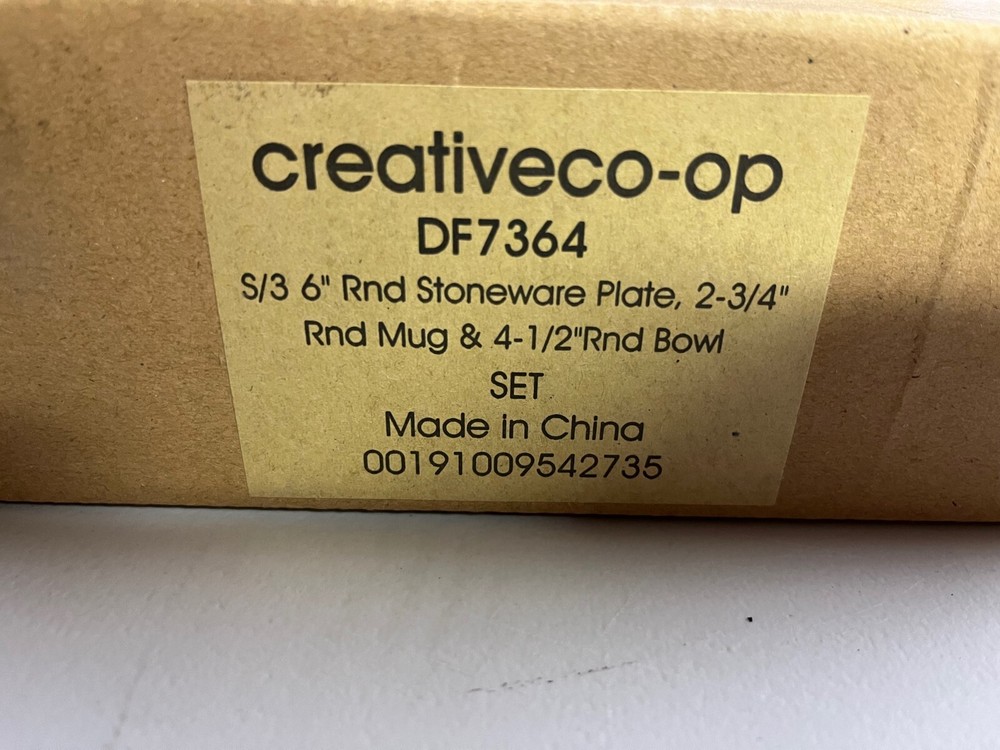 creativeco-op
DF7364
S/3 6" Rnd Stoneware Plate, 2-3/4"
Rnd Mug & 4-1/2"Rnd Bowl
SET
Made in China
00191009542735